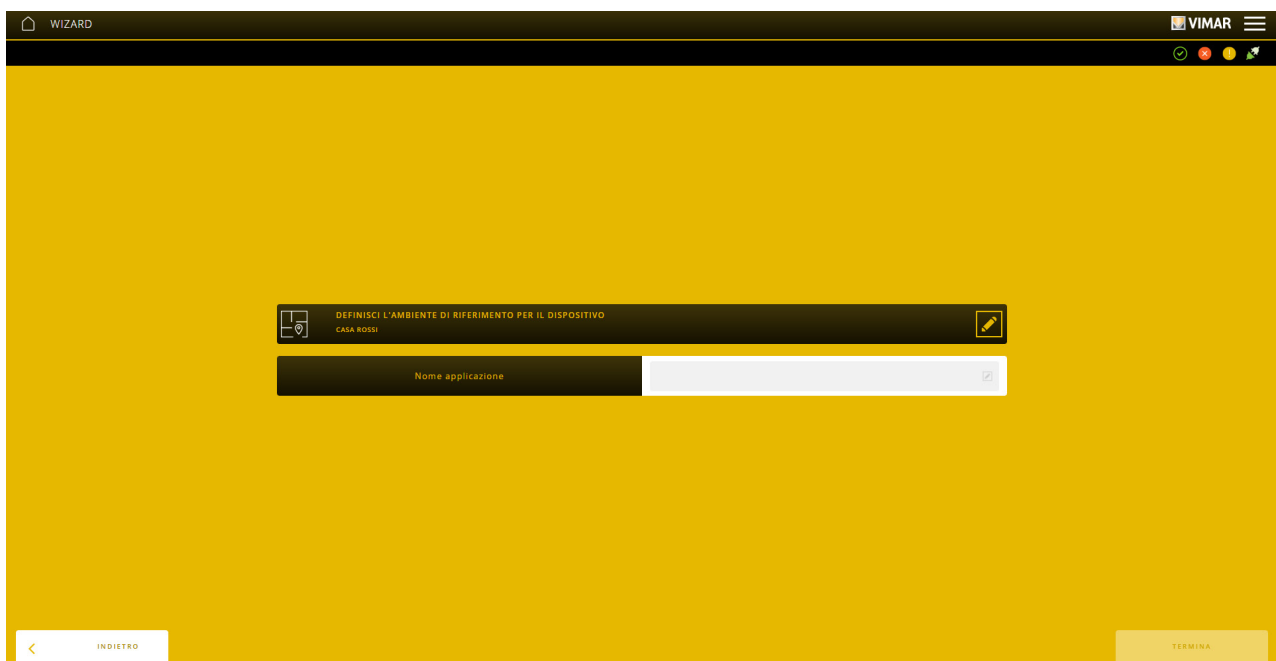 WIZARD
VIMAR
DEFINISCI L'AMBIENTE DI RIFERIMENTO PER IL DISPOSITIVO
CASA ROSSI
Nome applicazione
INDIETRO
TERMINA